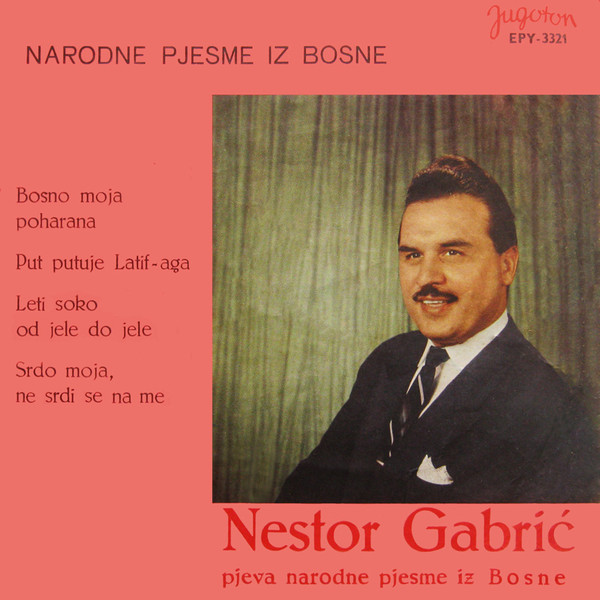 Jugoton
EPY-3321
NARODNE PJESME IZ BOSNE
Bosno moja
poharana
Put putuje Latif-aga
Leti soko
od jele do jele
Srdo moja,
ne srdi se na me
Nestor Gabrić
pjeva narodne pjesme iz Bosne